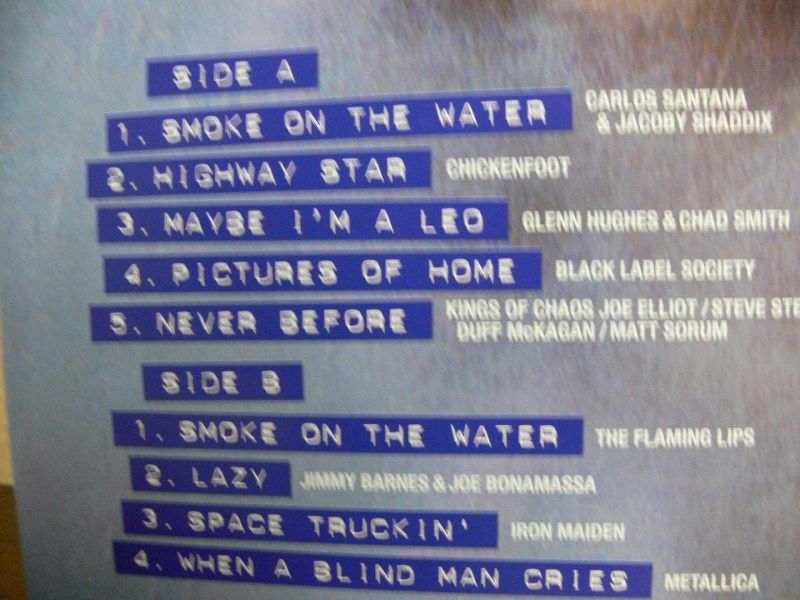 SIDE A
1. SMOKE ON THE WATER CARLOS SANTANA
& JACOBY SHADDIX
2. HIGHWAY STAR CHICKENFOOT
3. MAYBE I'M A LEO GLENN HUGHES & CHAD SMITH
4. PICTURES OF HOME BLACK LABEL SOCIETY
5. NEVER BEFORE KINGS OF CHAOS JOE ELLIOT / STEVE STE
DUFF McKAGAN / MATT SORUM
SIDE B
1. SMOKE ON THE WATER THE FLAMING LIPS
2. LAZY JIMMY BARNES & JOE BONAMASSA
3. SPACE TRUCKIN' IRON MAIDEN
4. WHEN A BLIND MAN CRIES METALLICA